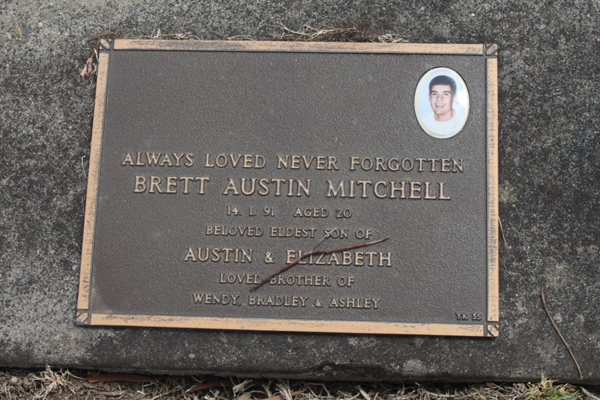 ALWAYS LOVED NEVER FORGOTTEN
BRETT AUSTIN MITCHELL
14. 1. 91 AGED 20
BELOVED ELDEST SON OF
AUSTIN & ELIZABETH
LOVED BROTHER OF
WENDY, BRADLEY & ASHLEY